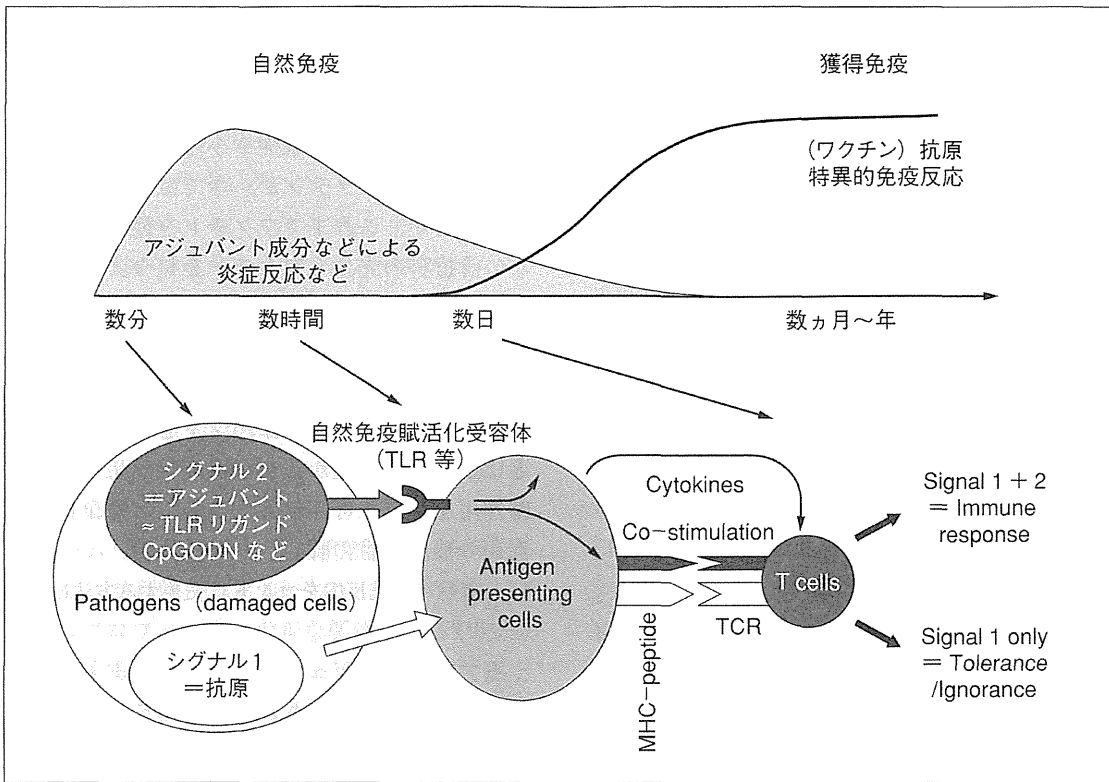 自然免疫
獲得免疫
(ワクチン) 抗原
特異的免疫反応
アジュバント成分などによる
炎症反応など
数分
数時間
数日
数ヵ月～年
自然免疫賦活化受容体
(TLR 等)
シグナル2
＝アジュバント
≈ TLR リガンド
CpGODN など
Pathogens (damaged cells)
シグナル1
＝抗原
Antigen
presenting
cells
Cytokines
Co-stimulation
TCR
MHC-peptide
T cells
Signal 1 + 2
= Immune
response
Signal 1 only
= Tolerance
/Ignorance